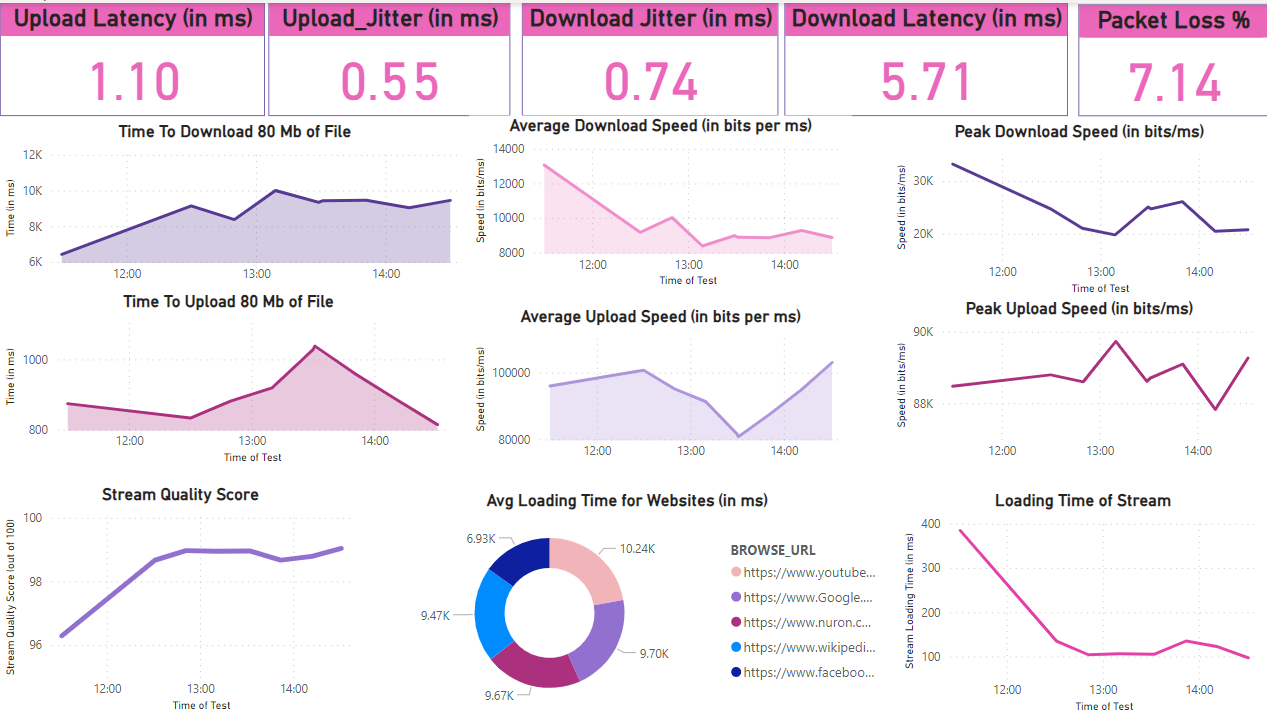 Upload Latency (in ms)
1.10
Upload_Jitter (in ms)
0.55
Download Jitter (in ms)
0.74
Download Latency (in ms)
5.71
Packet Loss %
7.14
Time To Download 80 Mb of File
Time (in ms)
12K
10K
8K
6K
12:00
13:00
14:00
Average Download Speed (in bits per ms)
Speed (in bits/ms)
14000
12000
10000
8000
12:00
13:00
14:00
Time of Test
Peak Download Speed (in bits/ms)
Speed (in bits/ms)
30K
20K
12:00
13:00
14:00
Time of Test
Time To Upload 80 Mb of File
Time (in ms)
1000
800
12:00
13:00
14:00
Time of Test
Average Upload Speed (in bits per ms)
Speed (in bits/ms)
100000
80000
12:00
13:00
14:00
Peak Upload Speed (in bits/ms)
Speed (in bits/ms)
90K
88K
12:00
13:00
14:00
Stream Quality Score
Stream Quality Score (out of 100)
100
98
96
12:00
13:00
14:00
Time of Test
Avg Loading Time for Websites (in ms)
6.93K
10.24K
9.47K
9.70K
9.67K
BROWSE_URL
https://www.youtube...
https://www.Google....
https://www.nuron.c...
https://www.wikipedi...
https://www.faceboo...
Loading Time of Stream
Stream Loading Time (in ms)
400
300
200
100
12:00
13:00
14:00
Time of Test